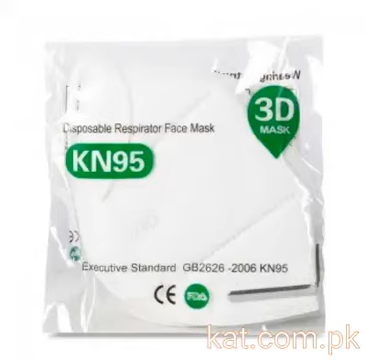 3D
MASK
Disposable Respirator Face Mask
KN95
Executive Standard GB2626 -2006 KN95
CE FDA
kat.com.pk